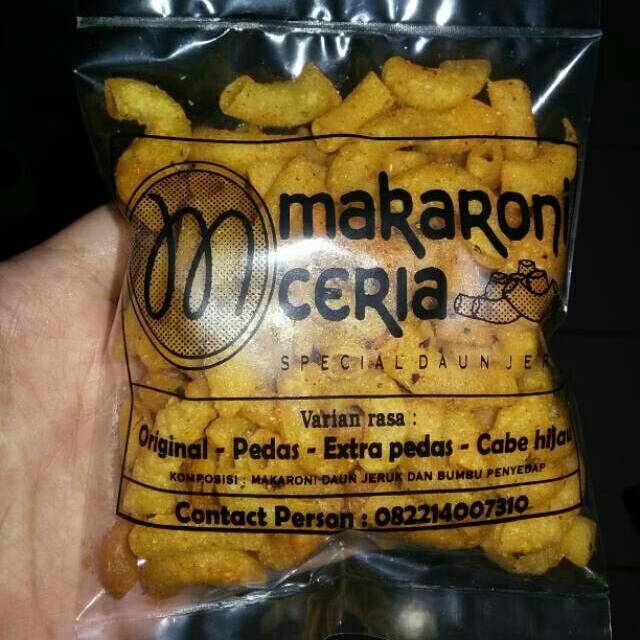 m
makaroni
ceria
SPECIAL DAUN JER
Varian rasa :
Original - Pedas - Extra pedas - Cabe hijau
KOMPOSISI : MAKARONI DAUN JERUK DAN BUMBU PENYEDAP
Contact Person : 082214007310